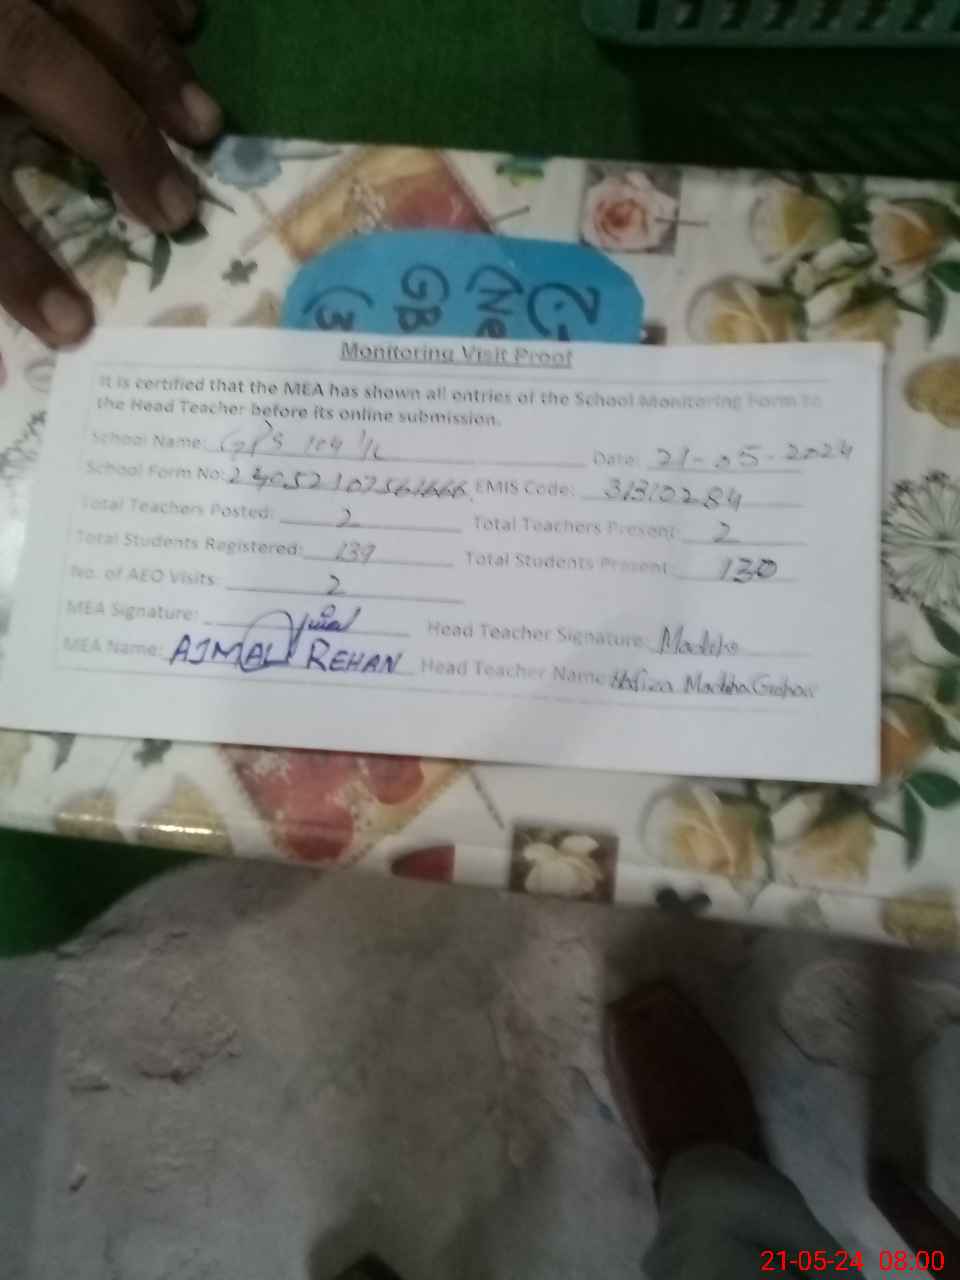 Monitoring Visit Proof
It is certified that the MEA has shown all entries of the School Monitoring Form to
the Head Teacher before its online submission.
School Name: GPS Date: 21-05-2024
School Form No: EMIS Code: 31310284
Total Teachers Posted: 2 Total Teachers Present: 2
Total Students Registered: 139 Total Students Present: 130
No. of AEO Visits: 2
MEA Signature: Head Teacher Signature: Madiha
MEA Name: AJMAL REHAN Head Teacher Name: Hafiza Madiha
21-05-24 08:00